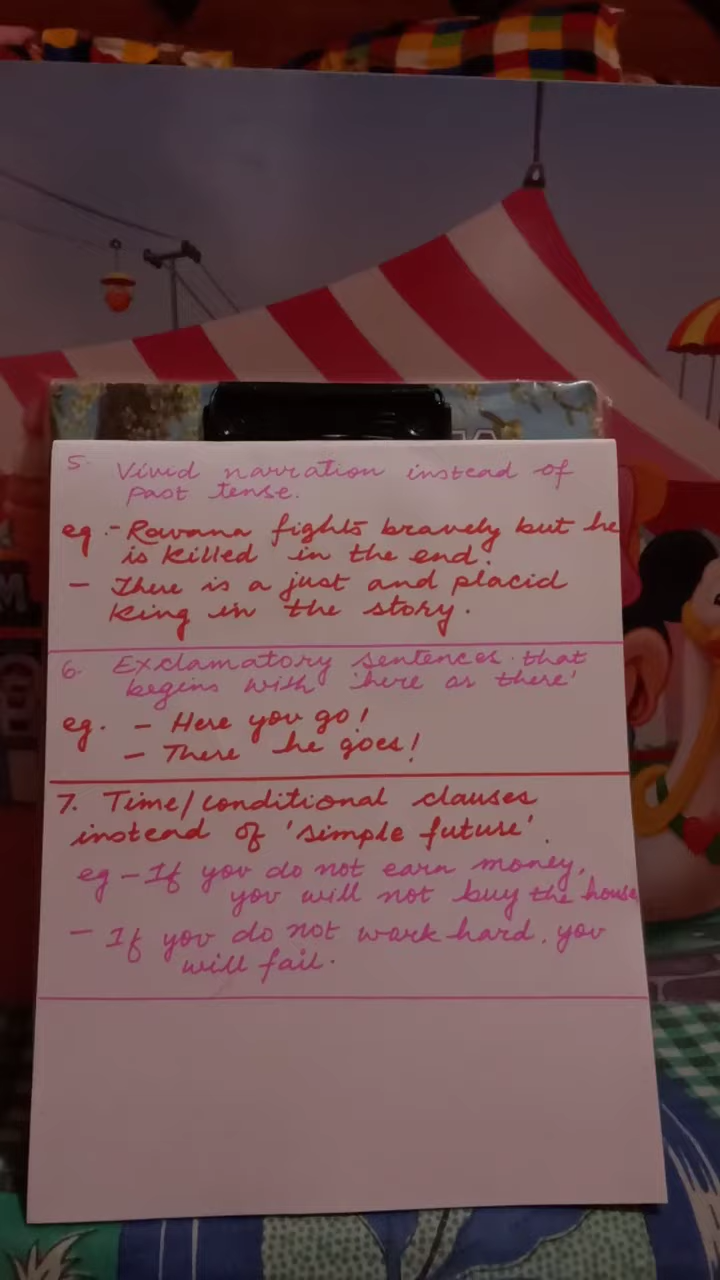 5. Vivid narration instead of
past tense.
eg.- Ravana fights bravely but he
is killed in the end.
- There is a just and placid
king in the story.
6. Exclamatory sentences that
begins with 'here or there'
eg. - Here you go!
- There he goes!
7. Time/conditional clauses
instead of 'simple future'.
eg - If you do not earn money,
you will not buy the house
- If you do not work hard, you
will fail.